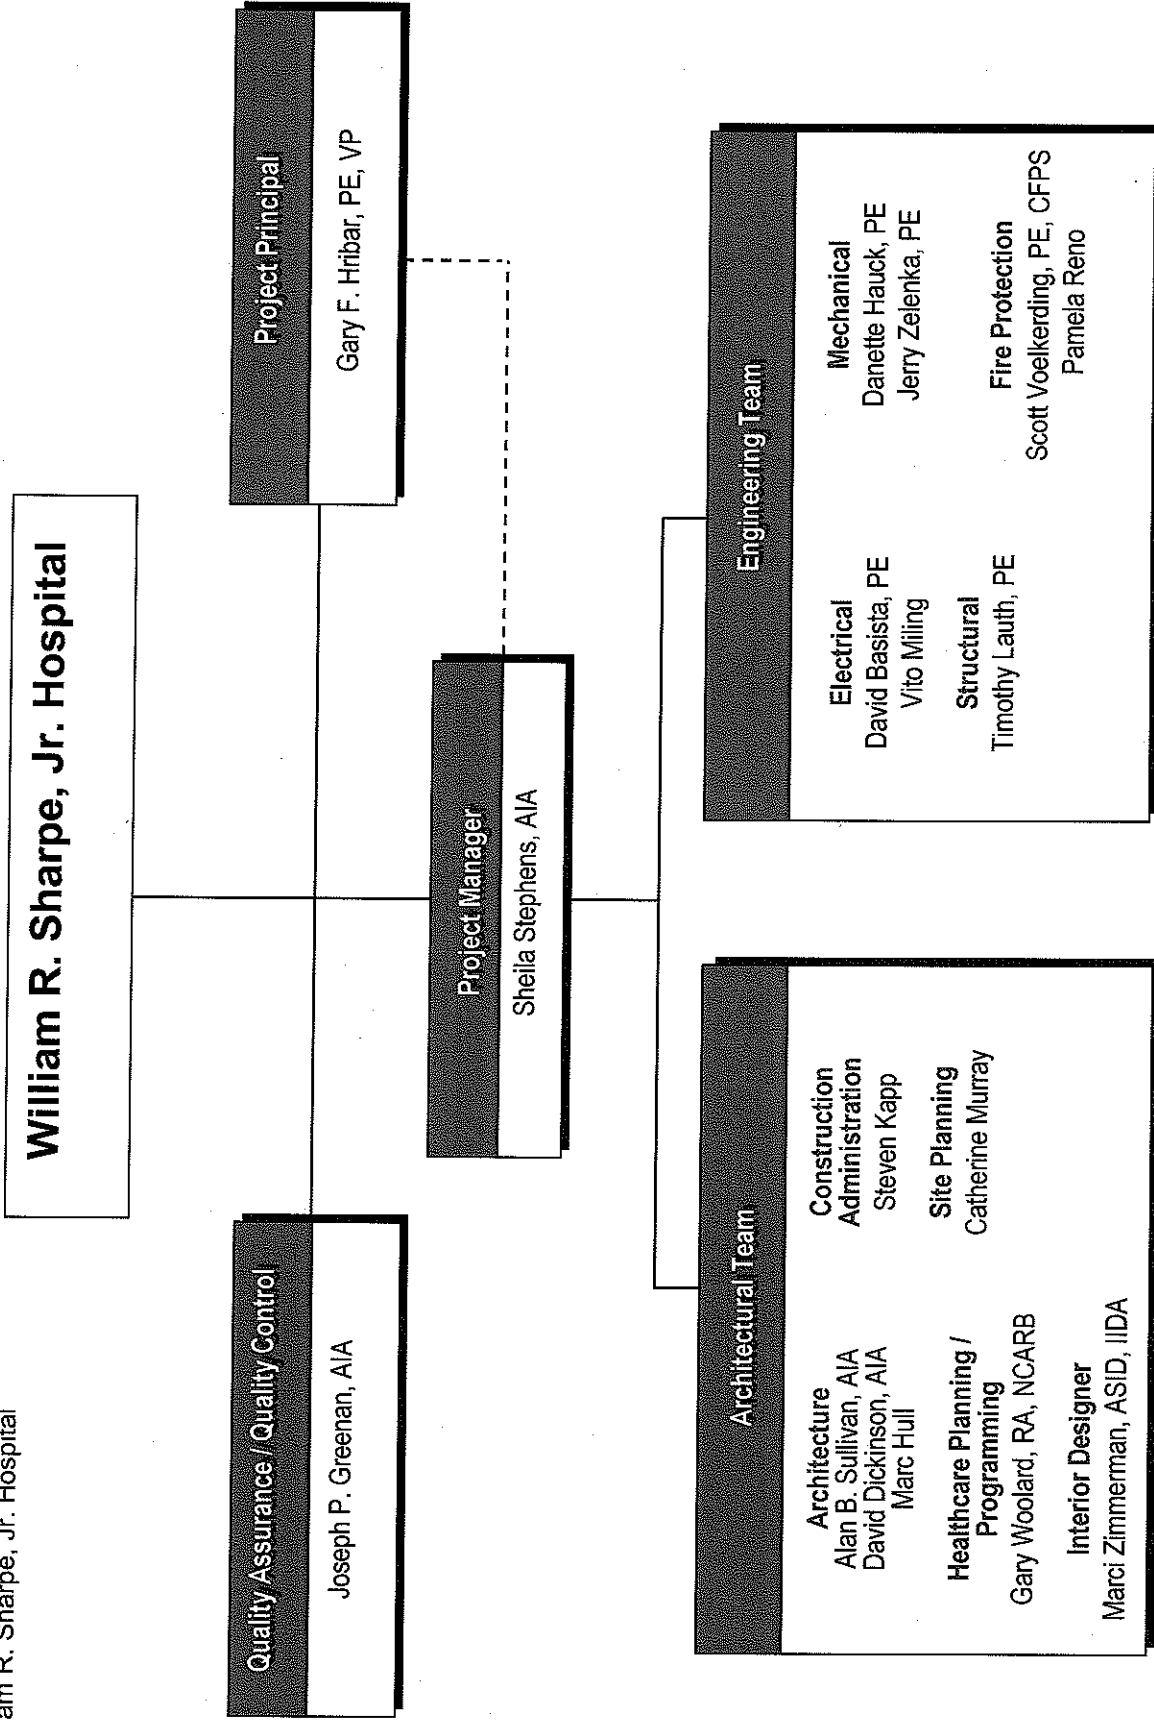 am R. Sharpe, Jr. Hospital
William R. Sharpe, Jr. Hospital
Quality Assurance / Quality Control
Joseph P. Greenan, AIA
Project Principal
Gary F. Hribar, PE, VP
Project Manager
Sheila Stephens, AIA
Architectural Team
Architecture
Alan B. Sullivan, AIA
David Dickinson, AIA
Marc Hull
Healthcare Planning /
Programming
Gary Woolard, RA, NCARB
Interior Designer
Marci Zimmerman, ASID, IIDA
Construction
Administration
Steven Kapp
Site Planning
Catherine Murray
Engineering Team
Electrical
David Basista, PE
Vito Miling
Structural
Timothy Lauth, PE
Mechanical
Danette Hauck, PE
Jerry Zelenka, PE
Fire Protection
Scott Voelkerding, PE, CFPS
Pamela Reno